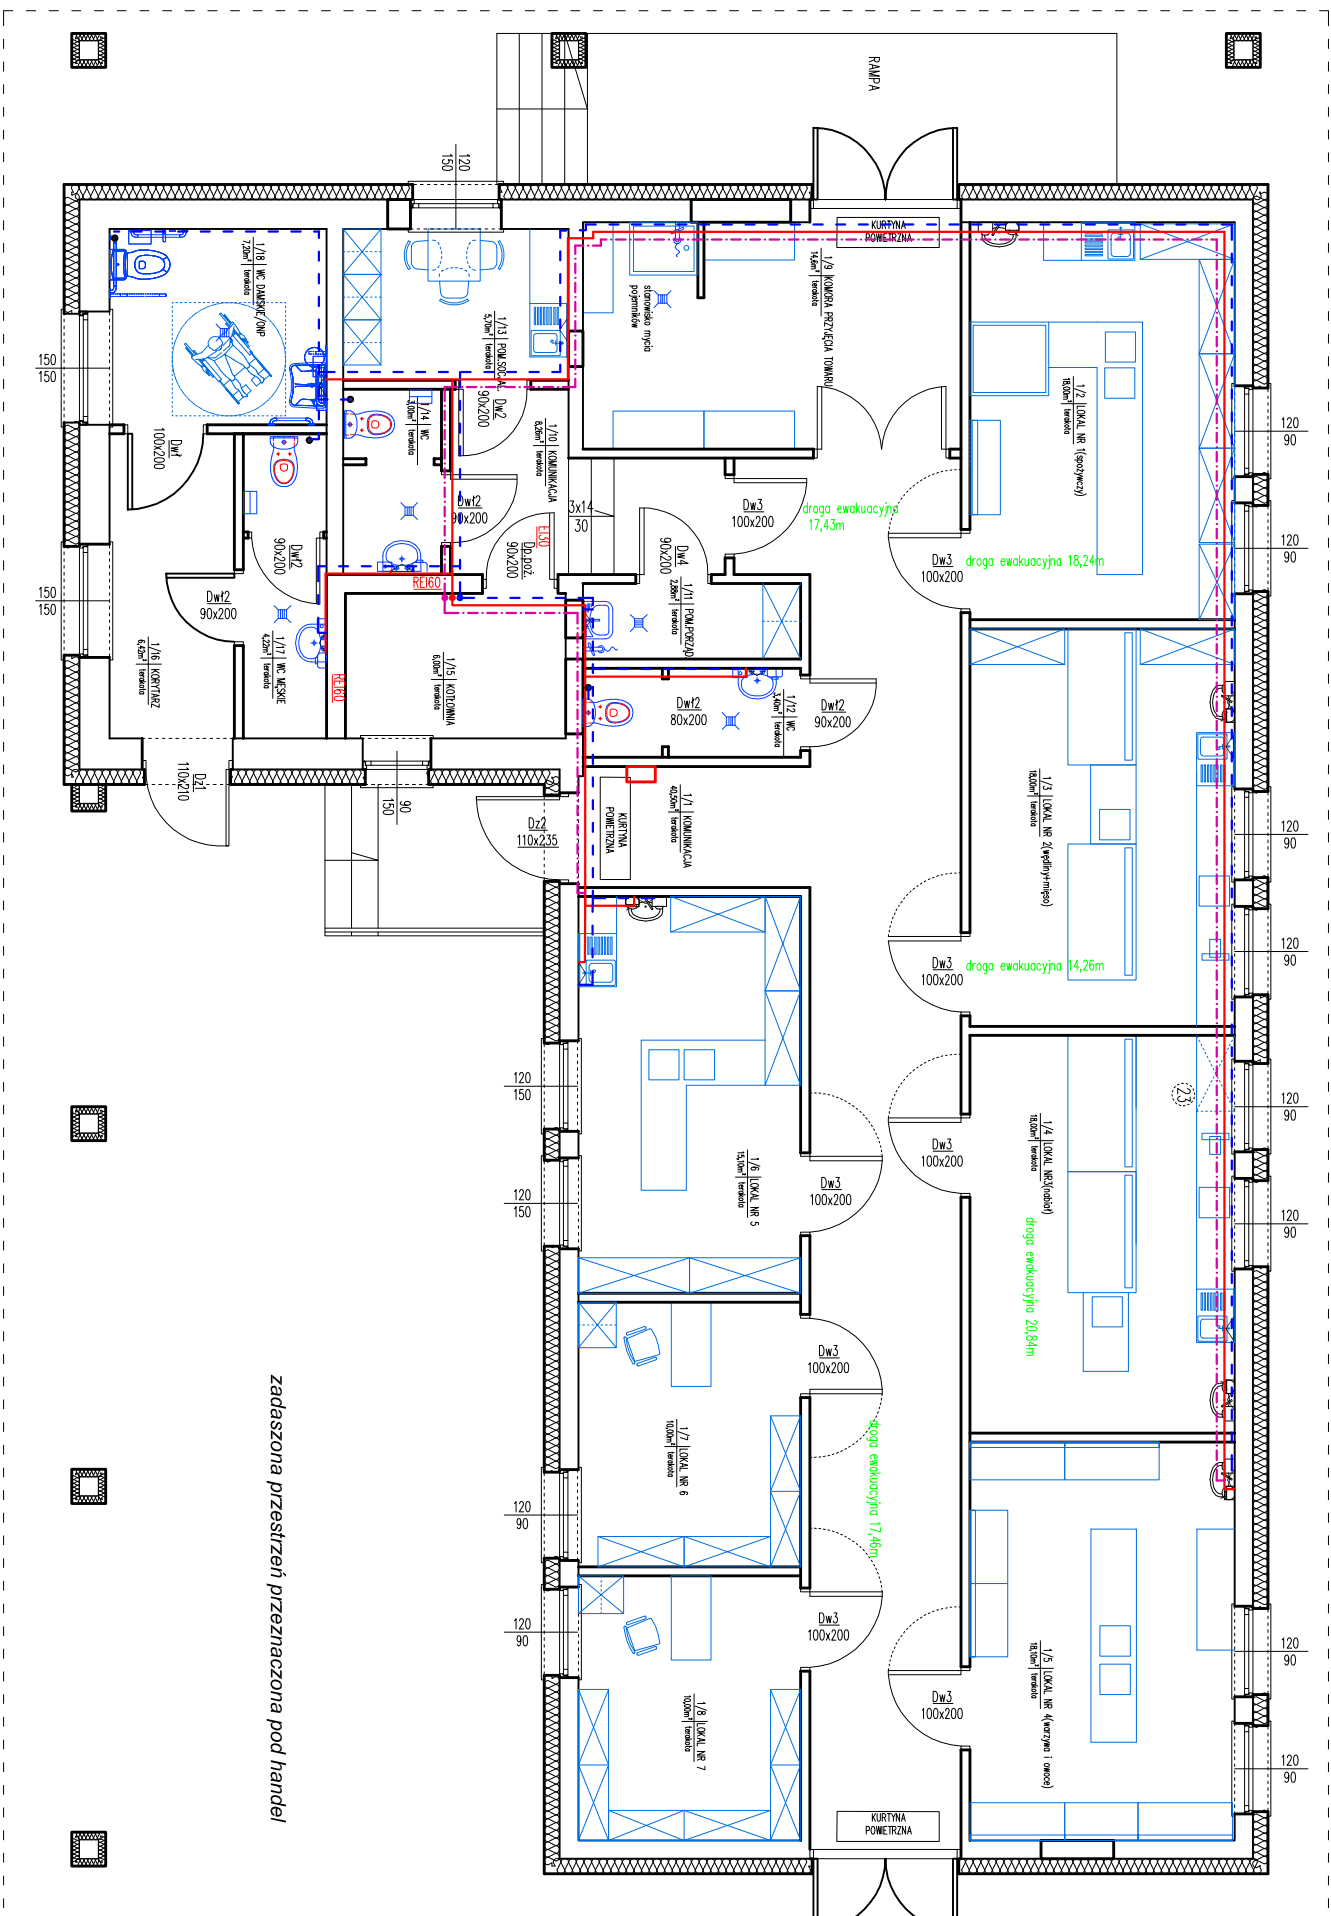 RAMPA
120
150
KURTYNA
POWIETRZNA
1/18 WC DAMSKIE/ONP
7,20m² terakota
1/13 POM.SOCJAL.
5,70m² terakota
stanowisko mycia
pojemników
1/9 KOMORA PRZYJĘCIA TOWARU
14,6m² terakota
1/2 LOKAL NR 1(spożywczy)
18,00m² terakota
150
150
120
90
Dw1
100x200
Dw2
90x200
1/14 WC
3,00m² terakota
1/10 KOMUNIKACJA
8,26m² terakota
Dwł2
90x200
3x14
30
Dw3
100x200
droga ewakuacyjna
17,43m
EI30
Dp.poż.
90x200
Dwł2
90x200
Dw4
90x200
Dw3
100x200
droga ewakuacyjna 18,24m
120
90
REI60
150
150
Dwł2
90x200
1/11 POM.PORZĄD.
2,88m² terakota
1/16 KORYTARZ
6,42m² terakota
1/17 WC MĘSKIE
4,22m² terakota
REI60
1/15 KOTŁOWNIA
6,00m² terakota
Dwł2
80x200
1/12 WC
3,40m² terakota
Dwł2
90x200
Dz1
110x210
90
150
Dz2
110x235
KURTYNA
POWIETRZNA
1/1 KOMUNIKACJA
40,50m² terakota
1/3 LOKAL NR 2(wędliny+mięso)
18,00m² terakota
120
90
Dw3
100x200
droga ewakuacyjna 14,26m
120
90
120
150
120
90
23
Dw3
100x200
1/4 LOKAL NR3(nabiał)
18,00m² terakota
1/6 LOKAL NR 5
15,10m² terakota
Dw3
100x200
120
150
120
90
droga ewakuacyjna 20,84m
Dw3
100x200
1/7 LOKAL NR 6
10,00m² terakota
droga ewakuacyjna 17,46m
120
90
zadaszona przestrzeń przeznaczona pod handel
120
90
Dw3
100x200
1/5 LOKAL NR 4(warzywa i owoce)
18,10m² terakota
120
90
Dw3
100x200
1/8 LOKAL NR 7
10,00m² terakota
120
90
KURTYNA
POWIETRZNA